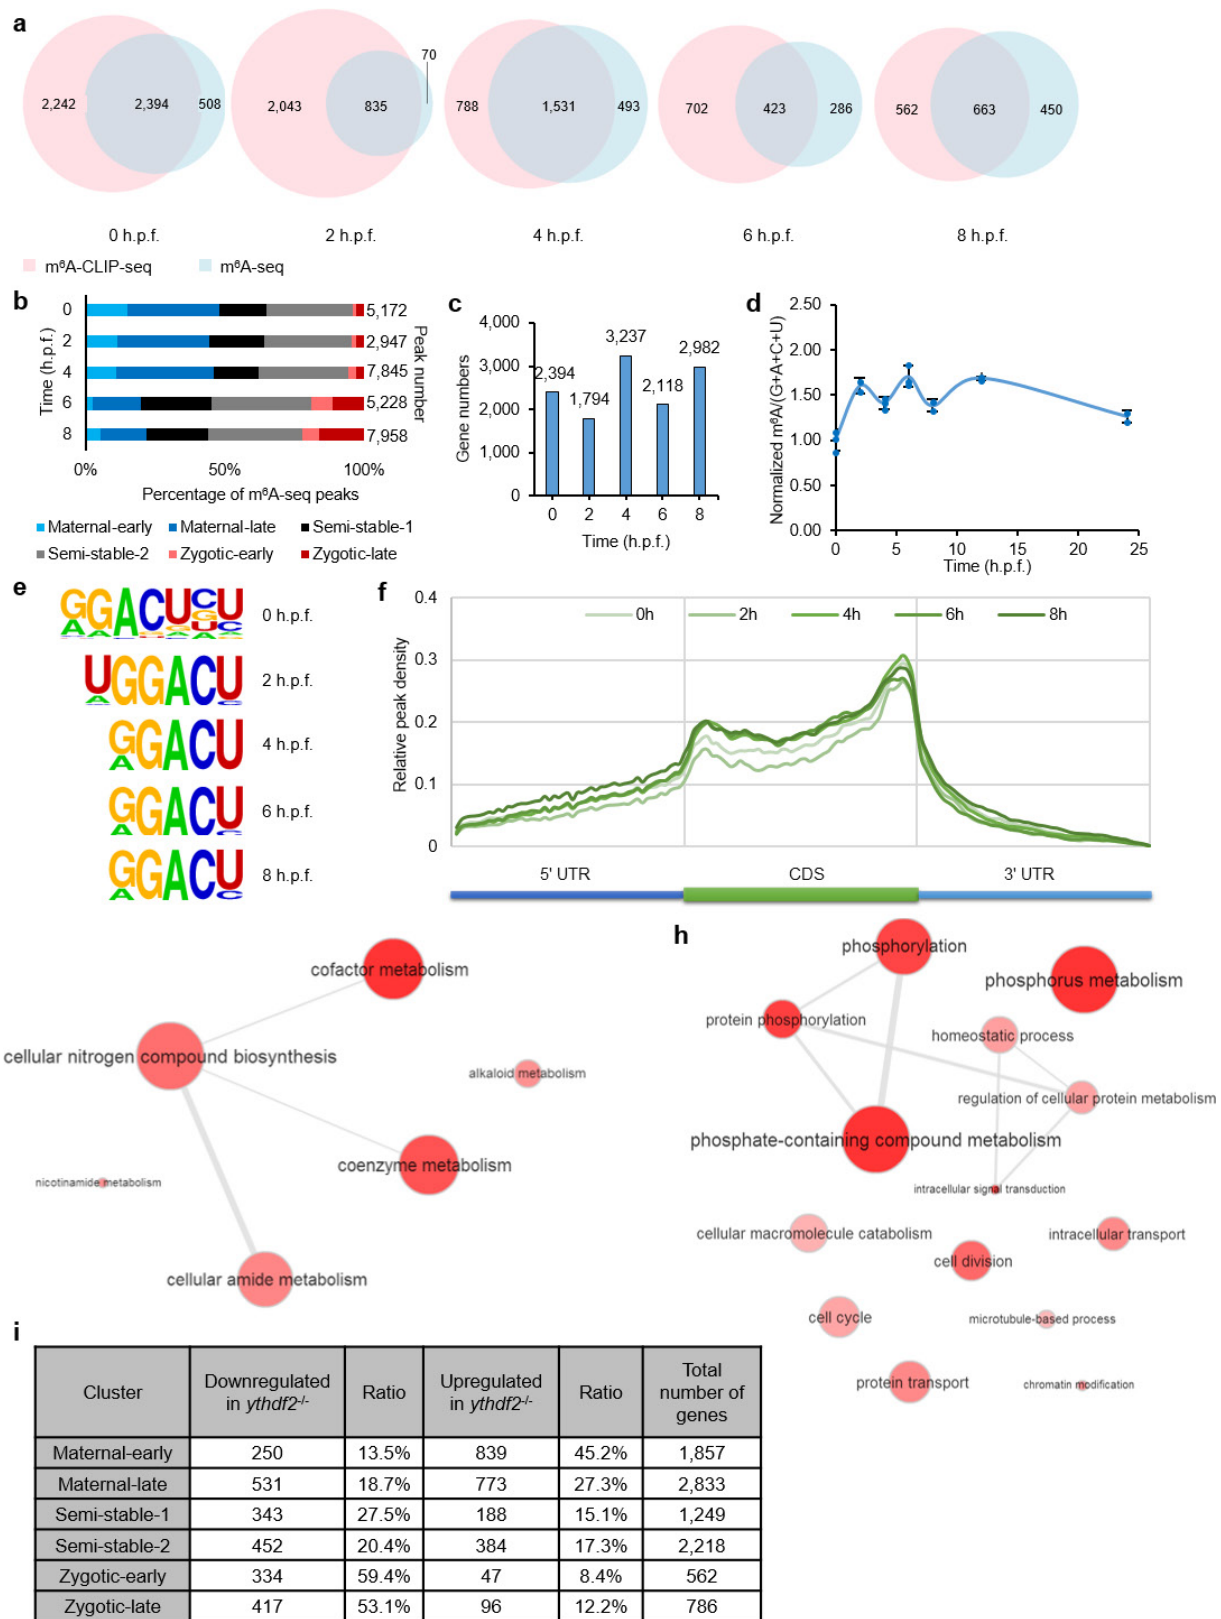 a
70
2,242
2,394
508
2,043
835
788
1,531
493
702
423
286
562
663
450
0 h.p.f.
2 h.p.f.
4 h.p.f.
6 h.p.f.
8 h.p.f.
m⁶A-CLIP-seq
m⁶A-seq
b
Time (h.p.f.)
0
2
4
6
8
5,172
2,947
7,845
5,228
7,958
Peak number
0%
50%
100%
Percentage of m⁶A-seq peaks
Maternal-early
Maternal-late
Semi-stable-1
Semi-stable-2
Zygotic-early
Zygotic-late
c
Gene numbers
4,000
3,000
2,000
1,000
0
2,394
1,794
3,237
2,118
2,982
0
2
4
6
8
Time (h.p.f.)
d
Normalized m⁶A/(G+A+C+U)
2.50
2.00
1.50
1.00
0.50
0.00
0
5
10
15
20
25
Time (h.p.f.)
e
GGACUCU
0 h.p.f.
UGGACU
2 h.p.f.
GGACU
4 h.p.f.
GGACU
6 h.p.f.
GGACU
8 h.p.f.
f
Relative peak density
0.4
0.3
0.2
0.1
0
0h
2h
4h
6h
8h
5' UTR
CDS
3' UTR
cofactor metabolism
cellular nitrogen compound biosynthesis
alkaloid metabolism
coenzyme metabolism
nicotinamide metabolism
cellular amide metabolism
h
phosphorylation
phosphorus metabolism
protein phosphorylation
homeostatic process
regulation of cellular protein metabolism
phosphate-containing compound metabolism
intracellular signal transduction
cellular macromolecule catabolism
intracellular transport
cell division
cell cycle
microtubule-based process
protein transport
chromatin modification
i
Cluster
Downregulated
in ythdf2⁻/⁻
Ratio
Upregulated
in ythdf2⁻/⁻
Ratio
Total
number of
genes
Maternal-early 250 13.5% 839 45.2% 1,857
Maternal-late 531 18.7% 773 27.3% 2,833
Semi-stable-1 343 27.5% 188 15.1% 1,249
Semi-stable-2 452 20.4% 384 17.3% 2,218
Zygotic-early 334 59.4% 47 8.4% 562
Zygotic-late 417 53.1% 96 12.2% 786